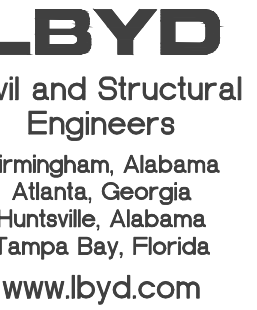 LBYD
vil and Structural
Engineers
irmingham, Alabama
Atlanta, Georgia
Huntsville, Alabama
Tampa Bay, Florida
www.lbyd.com